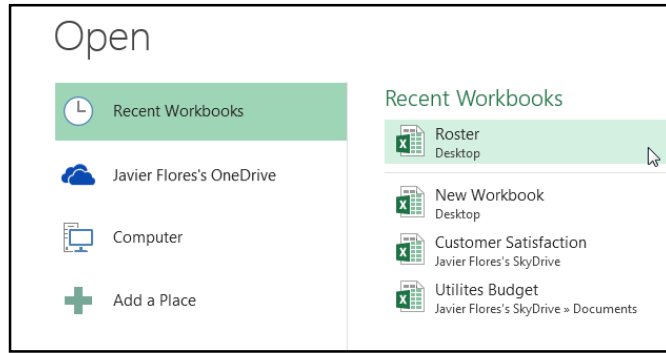 Open
Recent Workbooks
Javier Flores's OneDrive
Computer
Add a Place
Recent Workbooks
Roster
Desktop
New Workbook
Desktop
Customer Satisfaction
Javier Flores's SkyDrive
Utilites Budget
Javier Flores's SkyDrive » Documents